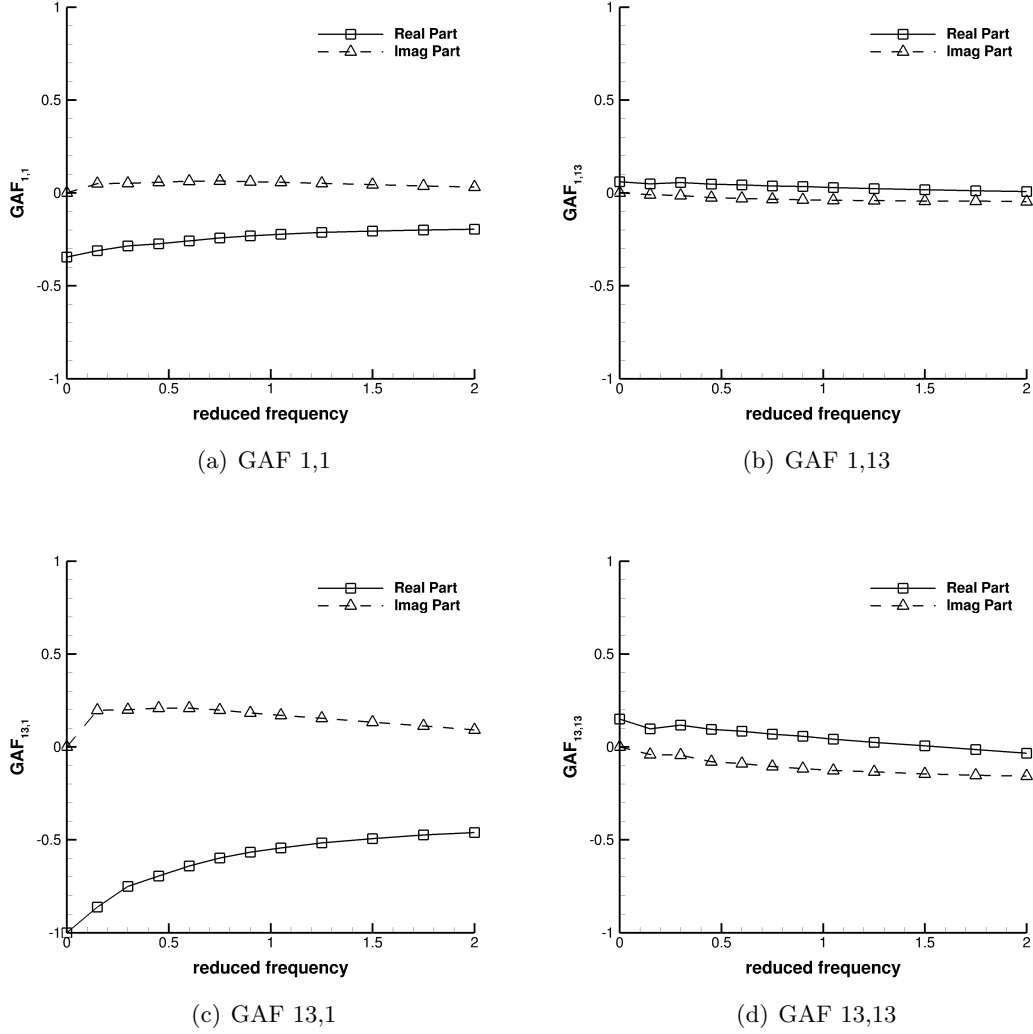 1
Real Part
Imag Part
0.5
GAF1,1
0
-0.5
-1
0 0.5 1 1.5 2
reduced frequency
(a) GAF 1,1
1
Real Part
Imag Part
0.5
GAF1,13
0
-0.5
-1
0 0.5 1 1.5 2
reduced frequency
(b) GAF 1,13
1
Real Part
Imag Part
0.5
GAF13,1
0
-0.5
-1
0 0.5 1 1.5 2
reduced frequency
(c) GAF 13,1
1
Real Part
Imag Part
0.5
GAF13,13
0
-0.5
-1
0 0.5 1 1.5 2
reduced frequency
(d) GAF 13,13